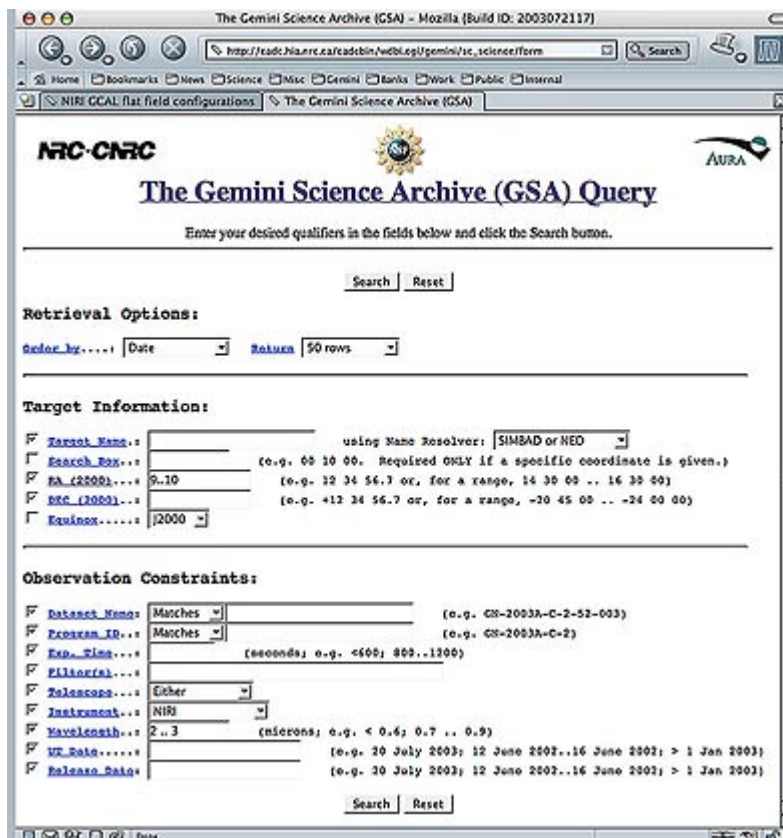 The Gemini Science Archive (GSA) - Mozilla {Build ID: 2003072117}
http://cadc.hia.nrc.ca/cadcbin/wdbi.cgi/gemini/sc_science/form
Search
Home Bookmarks News Science Misc Gemini Banks Work Public Internal
NIRI GCAL flat field configurations The Gemini Science Archive (GSA)
NRC·CNRC
AURA
The Gemini Science Archive (GSA) Query
Enter your desired qualifiers in the fields below and click the Search button.
Search Reset
Retrieval Options:
Order by....: Date Return 50 rows
Target Information:
Target Name.: using Name Resolver: SIMBAD or NED
Search Box..: (e.g. 00 10 00. Required ONLY if a specific coordinate is given.)
RA (2000)...: 9..10 (e.g. 12 34 56.7 or, for a range, 14 30 00 .. 16 30 00)
DEC (2000)..: (e.g. +12 34 56.7 or, for a range, -20 45 00 .. -24 00 00)
Equinox.....: J2000
Observation Constraints:
Dataset Name: Matches (e.g. GN-2003A-C-2-52-003)
Program ID..: Matches (e.g. GN-2003A-C-2)
Exp. Time...: (seconds; e.g. <600; 800..1200)
Filter(s)...:
Telescope...: Either
Instrument..: NIRI
Wavelength..: 2..3 (microns; e.g. < 0.6; 0.7 .. 0.9)
UT Date.....: (e.g. 20 July 2003; 12 June 2002..16 June 2002; > 1 Jan 2003)
Release Date: (e.g. 30 July 2003; 12 June 2002..16 June 2002; > 1 Jan 2003)
Search Reset